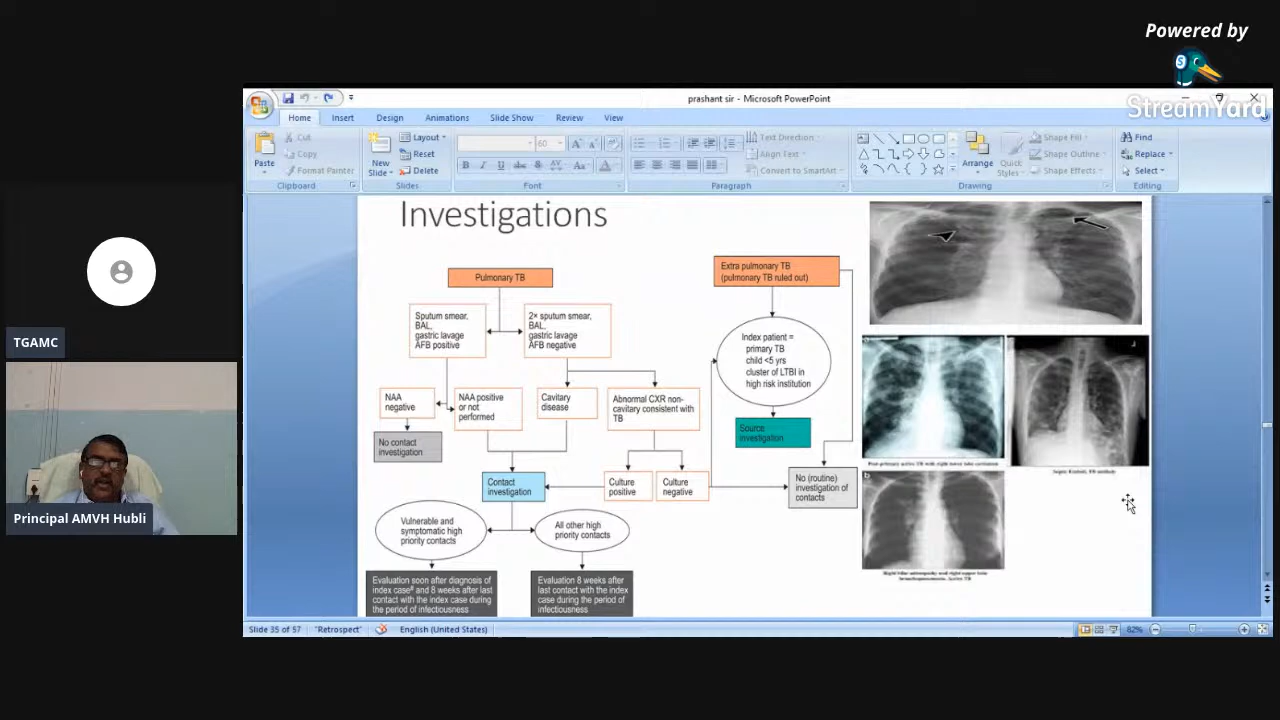 Powered by
StreamYard
prashant sir - Microsoft PowerPoint
Home
Insert
Design
Animations
Slide Show
Review
View
Paste
Cut
Copy
Format Painter
Clipboard
New
Slide
Layout
Reset
Delete
Slides
60
Font
Text Direction
Align Text
Convert to SmartArt
Paragraph
Arrange
Quick
Styles
Shape Fill
Shape Outline
Shape Effects
Drawing
Find
Replace
Select
Editing
Investigations
Pulmonary TB
Sputum smear,
BAL,
gastric lavage
AFB positive
2× sputum smear,
BAL,
gastric lavage
AFB negative
NAA
negative
NAA positive
or not
performed
Cavitary
disease
Abnormal CXR non-
cavitary consistent with
TB
No contact
investigation
Contact
investigation
Culture
positive
Culture
negative
Vulnerable and
symptomatic high
priority contacts
All other high
priority contacts
Evaluation soon after diagnosis of
index case# and 8 weeks after last
contact with the index case during
the period of infectiousness
Evaluation 8 weeks after
last contact with the index
case during the period of
infectiousness
Extra pulmonary TB
(pulmonary TB ruled out)
Index patient =
primary TB
child <5 yrs
cluster of LTBI in
high risk institution
Source
investigation
No (routine)
investigation of
contacts
TGAMC
Principal AMVH Hubli
Slide 35 of 57
"Retrospect"
English (United States)
82%